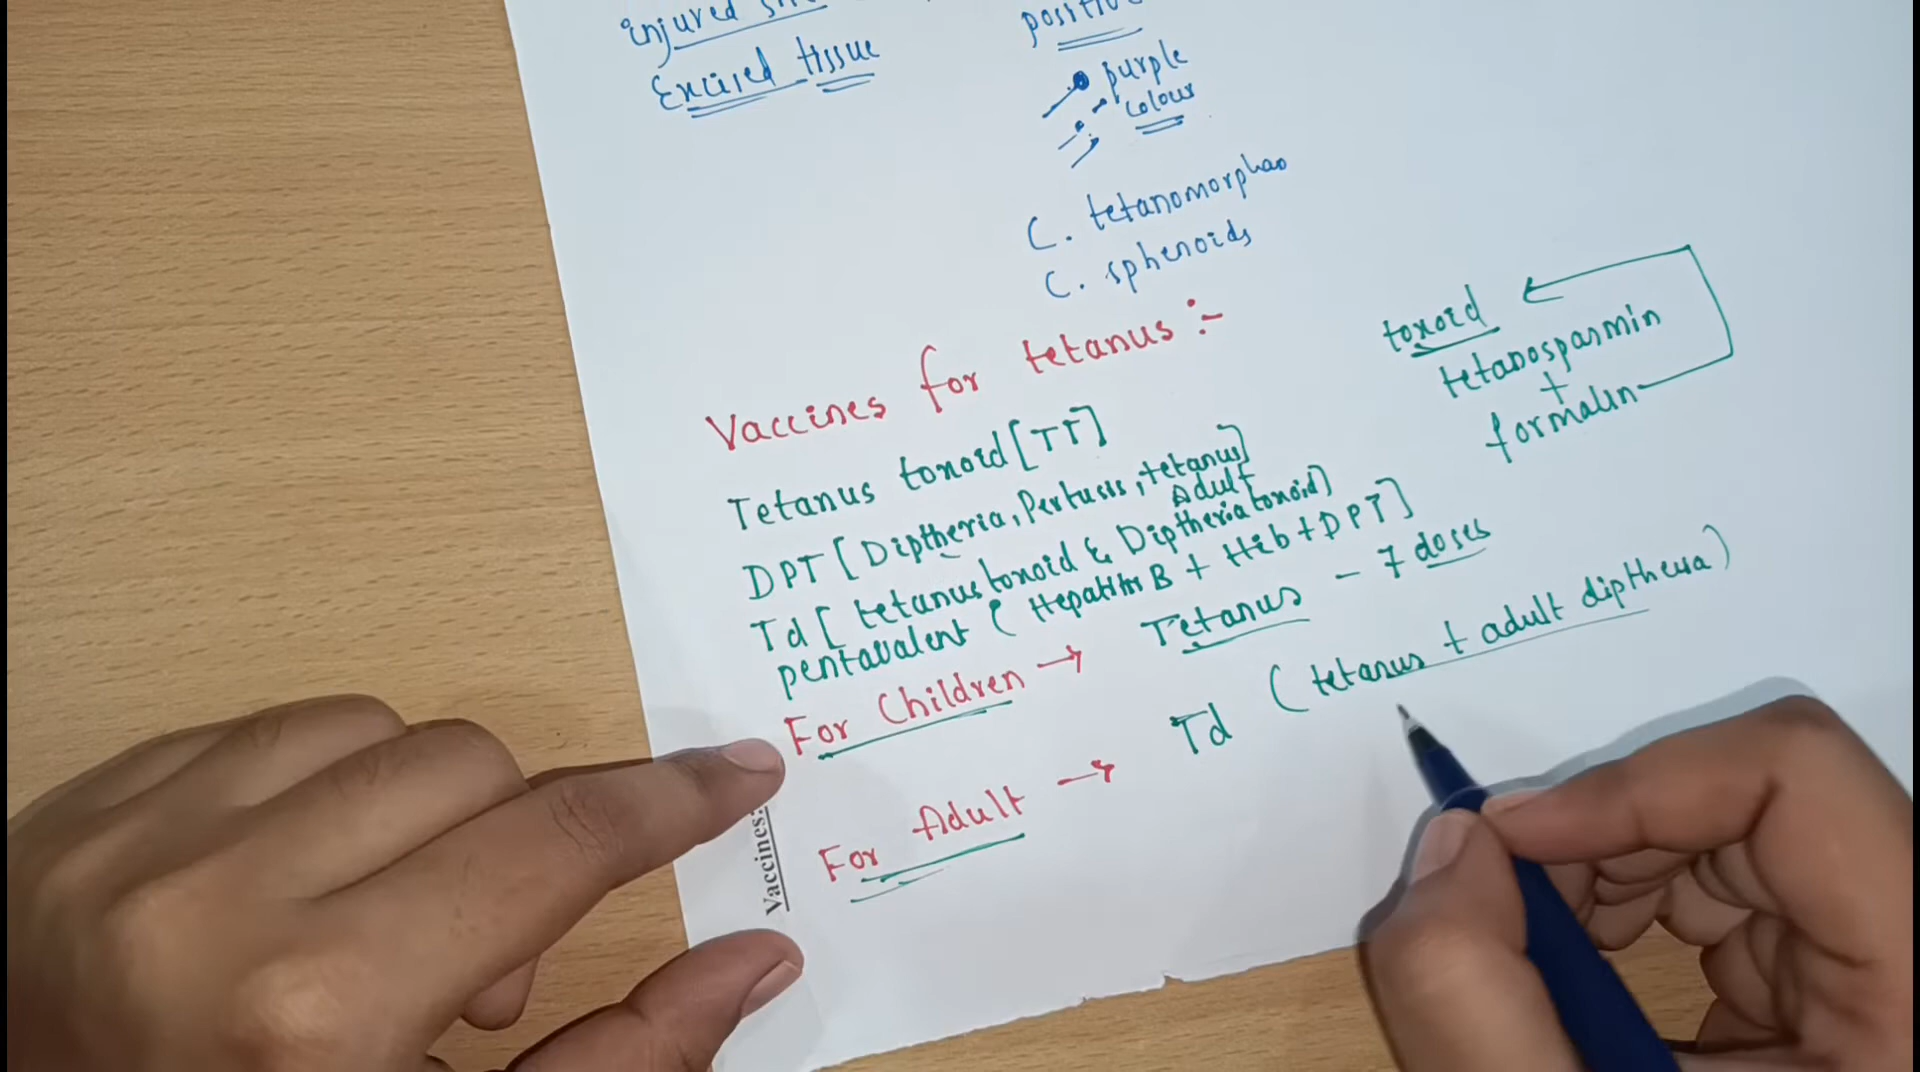 injured
Excised tissue
purple
colour
C. tetanomorphao
C. sphenoids
Vaccines for tetanus :-
toxoid
tetanospasmin
+
formalin
Tetanus toxoid [TT]
DPT [Diptheria, Pertusis, tetanus]
Adult
Td [tetanus toxoid & Diptheria toxoid)
pentavalent ( Hepatitis B + Hib + DPT]
For Children → Tetanus - 7 doses
For Adult → Td (tetanus + adult dipthera)
Vaccines: